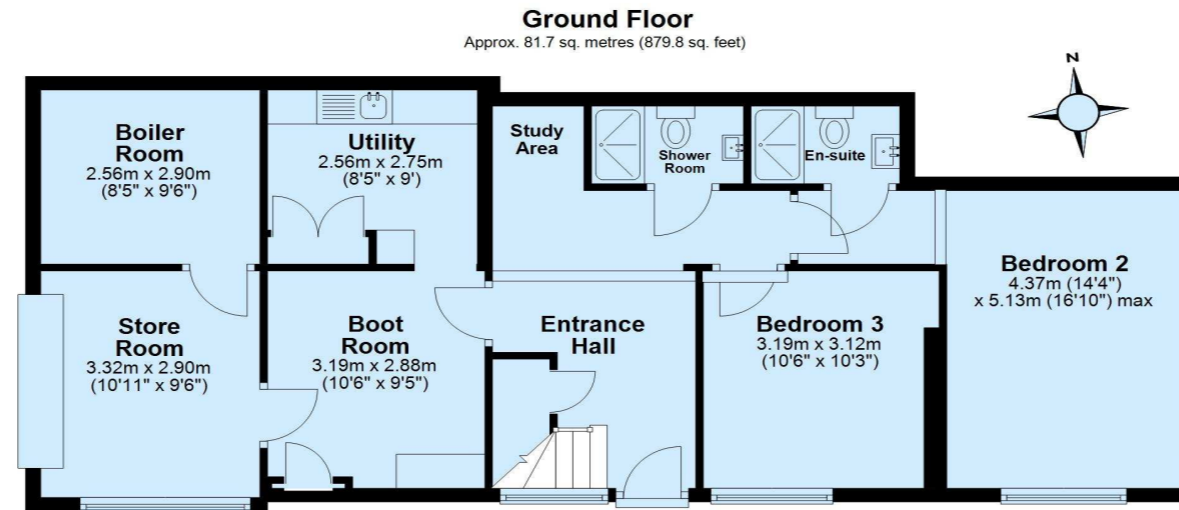 Ground Floor
Approx. 81.7 sq. metres (879.8 sq. feet)
N
Boiler
Room
2.56m x 2.90m
(8'5" x 9'6")
Utility
2.56m x 2.75m
(8'5" x 9')
Study
Area
Shower
Room
En-suite
Bedroom 2
4.37m (14'4")
x 5.13m (16'10") max
Store
Room
3.32m x 2.90m
(10'11" x 9'6")
Boot
Room
3.19m x 2.88m
(10'6" x 9'5")
Entrance
Hall
Bedroom 3
3.19m x 3.12m
(10'6" x 10'3")